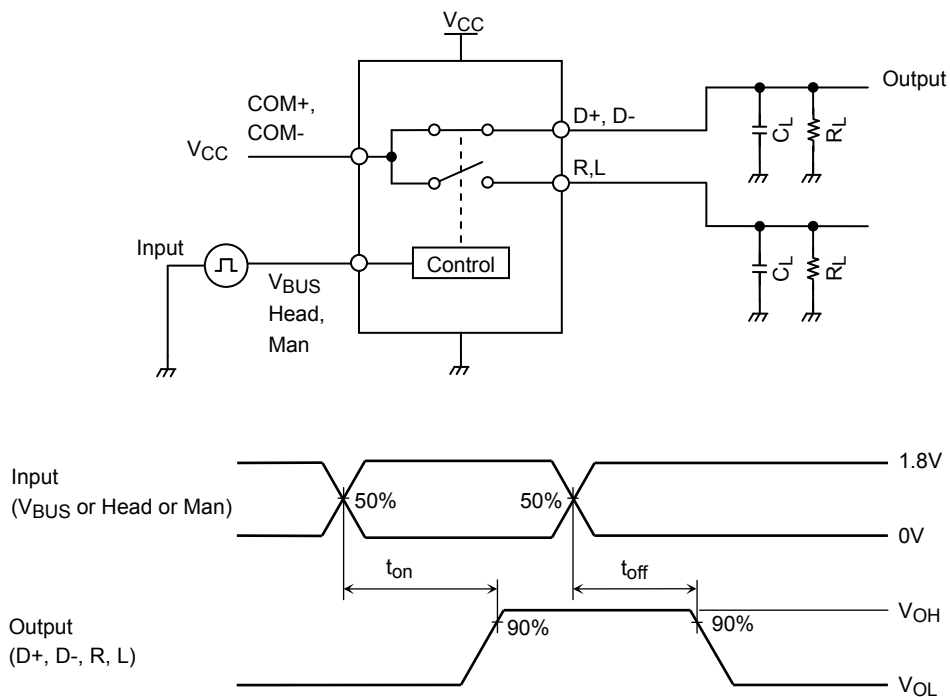 VCC
Output
COM+,
COM-
D+, D-
CL
RL
VCC
R,L
Input
Control
CL
RL
VBUS
Head,
Man
Input
(VBUS or Head or Man)
50%
50%
1.8V
0V
ton
toff
Output
(D+, D-, R, L)
90%
90%
VOH
VOL